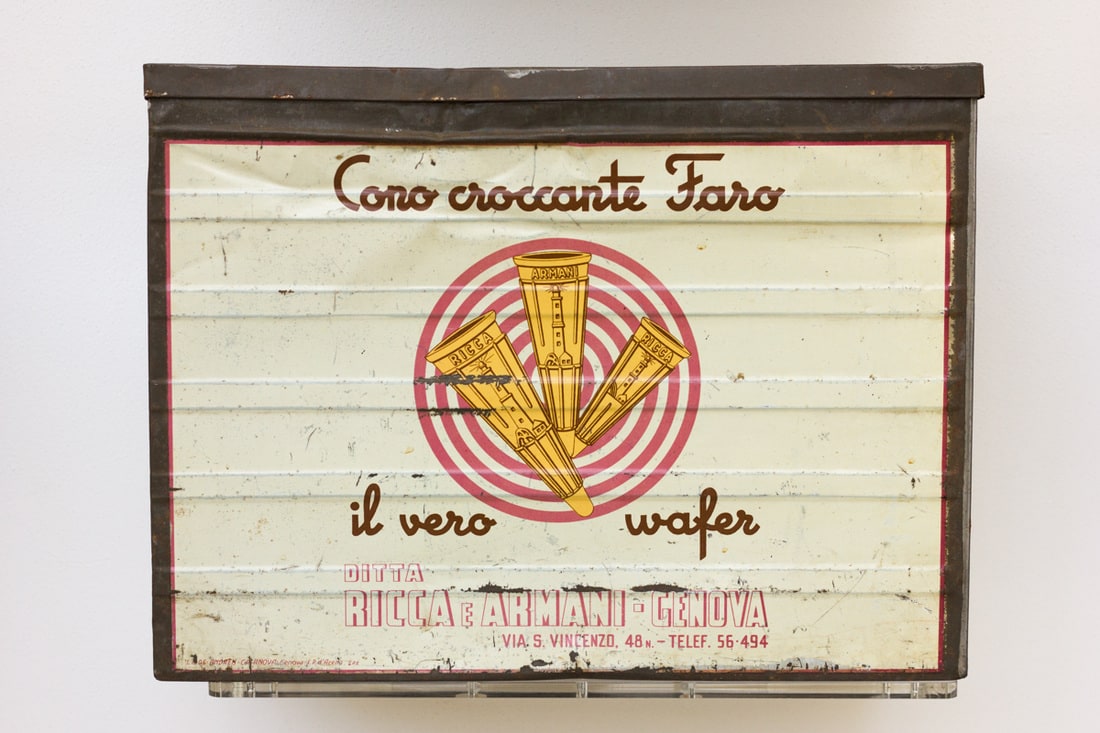 Cono croccante Faro
ARMANI
RICCA
RICCA
il vero wafer
DITTA
RICCA E ARMANI - GENOVA
VIA S. VINCENZO, 48 N. - TELEF. 56-494